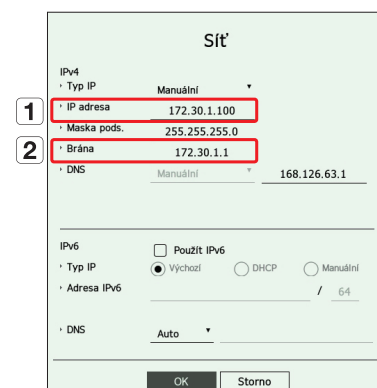 Síť
IPv4
Typ IP Manuální
1 IP adresa 172.30.1.100
Maska pods. 255.255.255.0
2 Brána 172.30.1.1
DNS Manuální 168.126.63.1
IPv6 Použít IPv6
Typ IP Výchozí DHCP Manuální
Adresa IPv6 / 64
DNS Auto
OK Storno